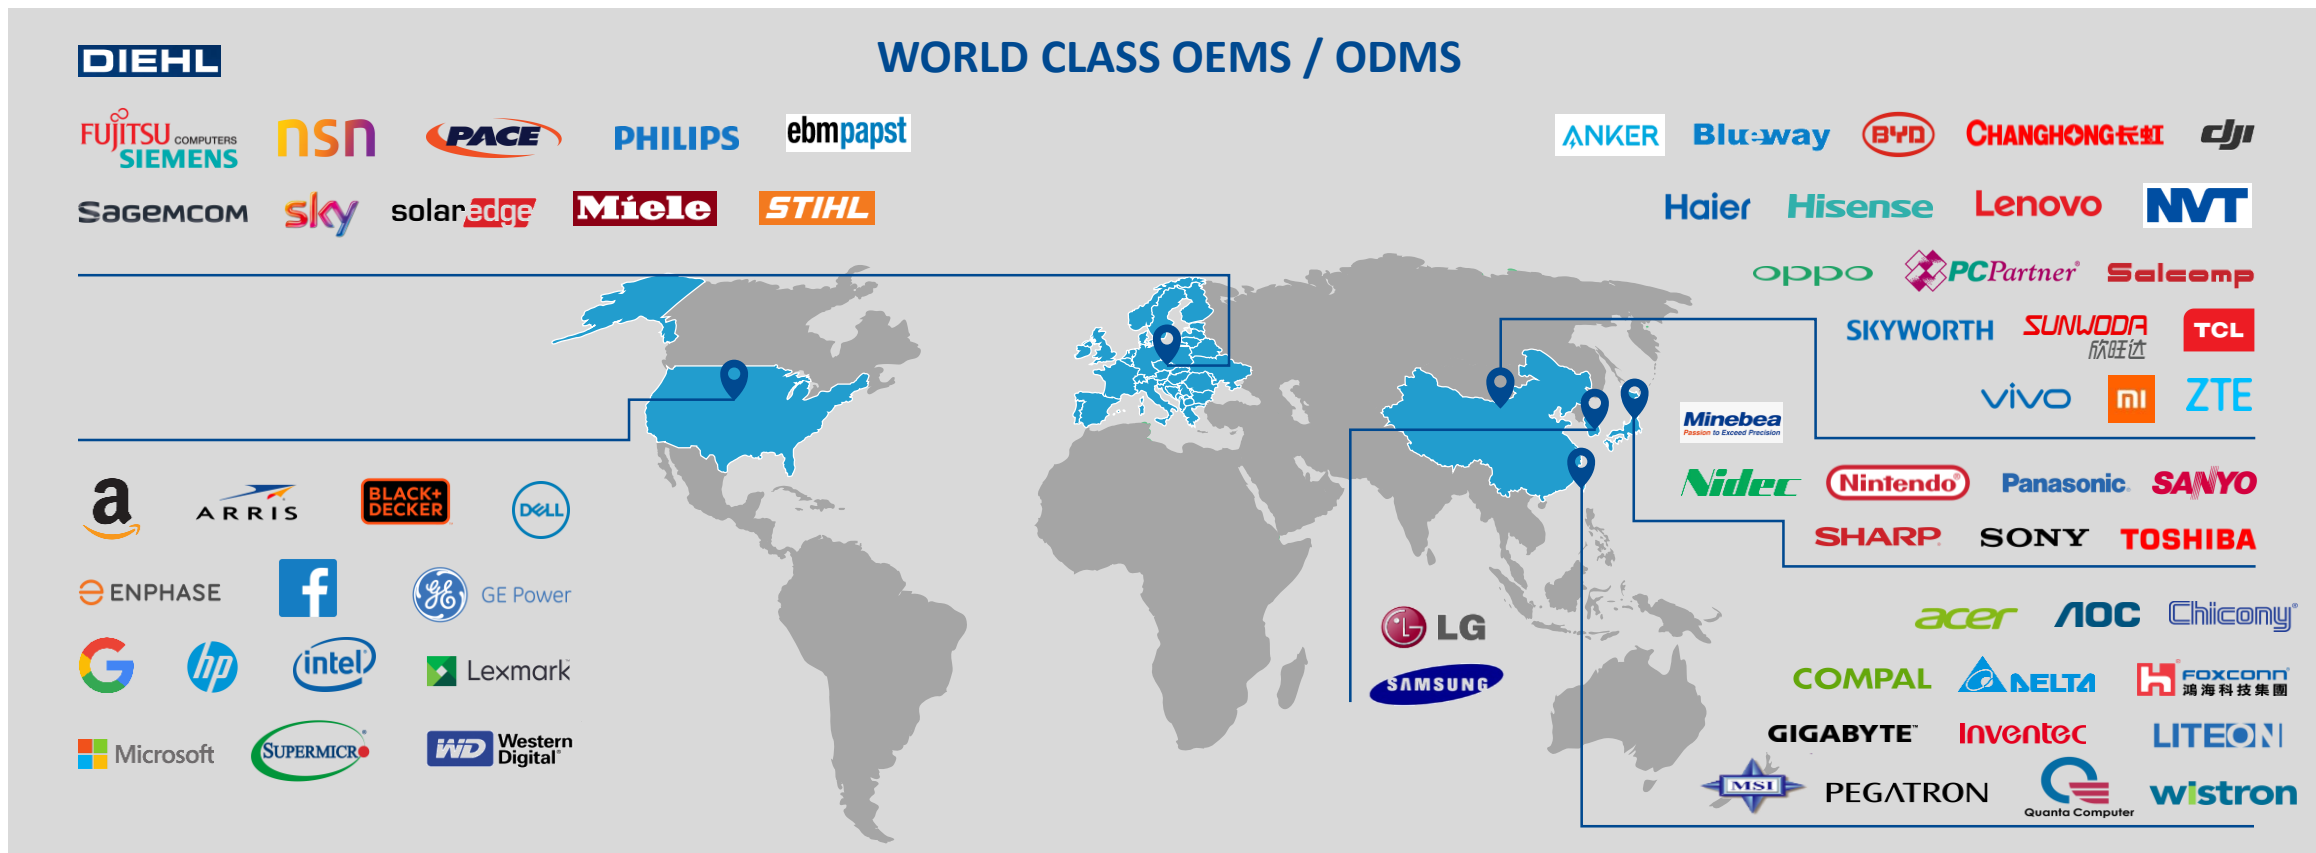 WORLD CLASS OEMS / ODMS
DIEHL
FUJITSU COMPUTERS
SIEMENS
nsn
PACE
PHILIPS
ebmpapst
SAGEMCOM
sky
solaredge
Miele
STIHL
ANKER
Blueway
BYD
CHANGHONG长虹
dji
Haier
Hisense
Lenovo
NVT
oppo
PCPartner®
Salcomp
SKYWORTH
SUNWODA
欣旺达
TCL
vivo
mi
ZTE
Minebea
Passion to Exceed Precision
Nidec
Nintendo®
Panasonic®
SANYO
SHARP®
SONY
TOSHIBA
a
ARRIS
BLACK+
DECKER
DELL
ENPHASE
f
GE
GE Power
G
hp
intel
Lexmark
Microsoft
SUPERMICRO
WD
Western
Digital®
LG
LG
SAMSUNG
acer
AOC
Chicony®
COMPAL
DELTA
FOXCONN®
鴻海科技集團
GIGABYTE™
Inventec
LITEON
MSI
PEGATRON
Quanta Computer
wistron